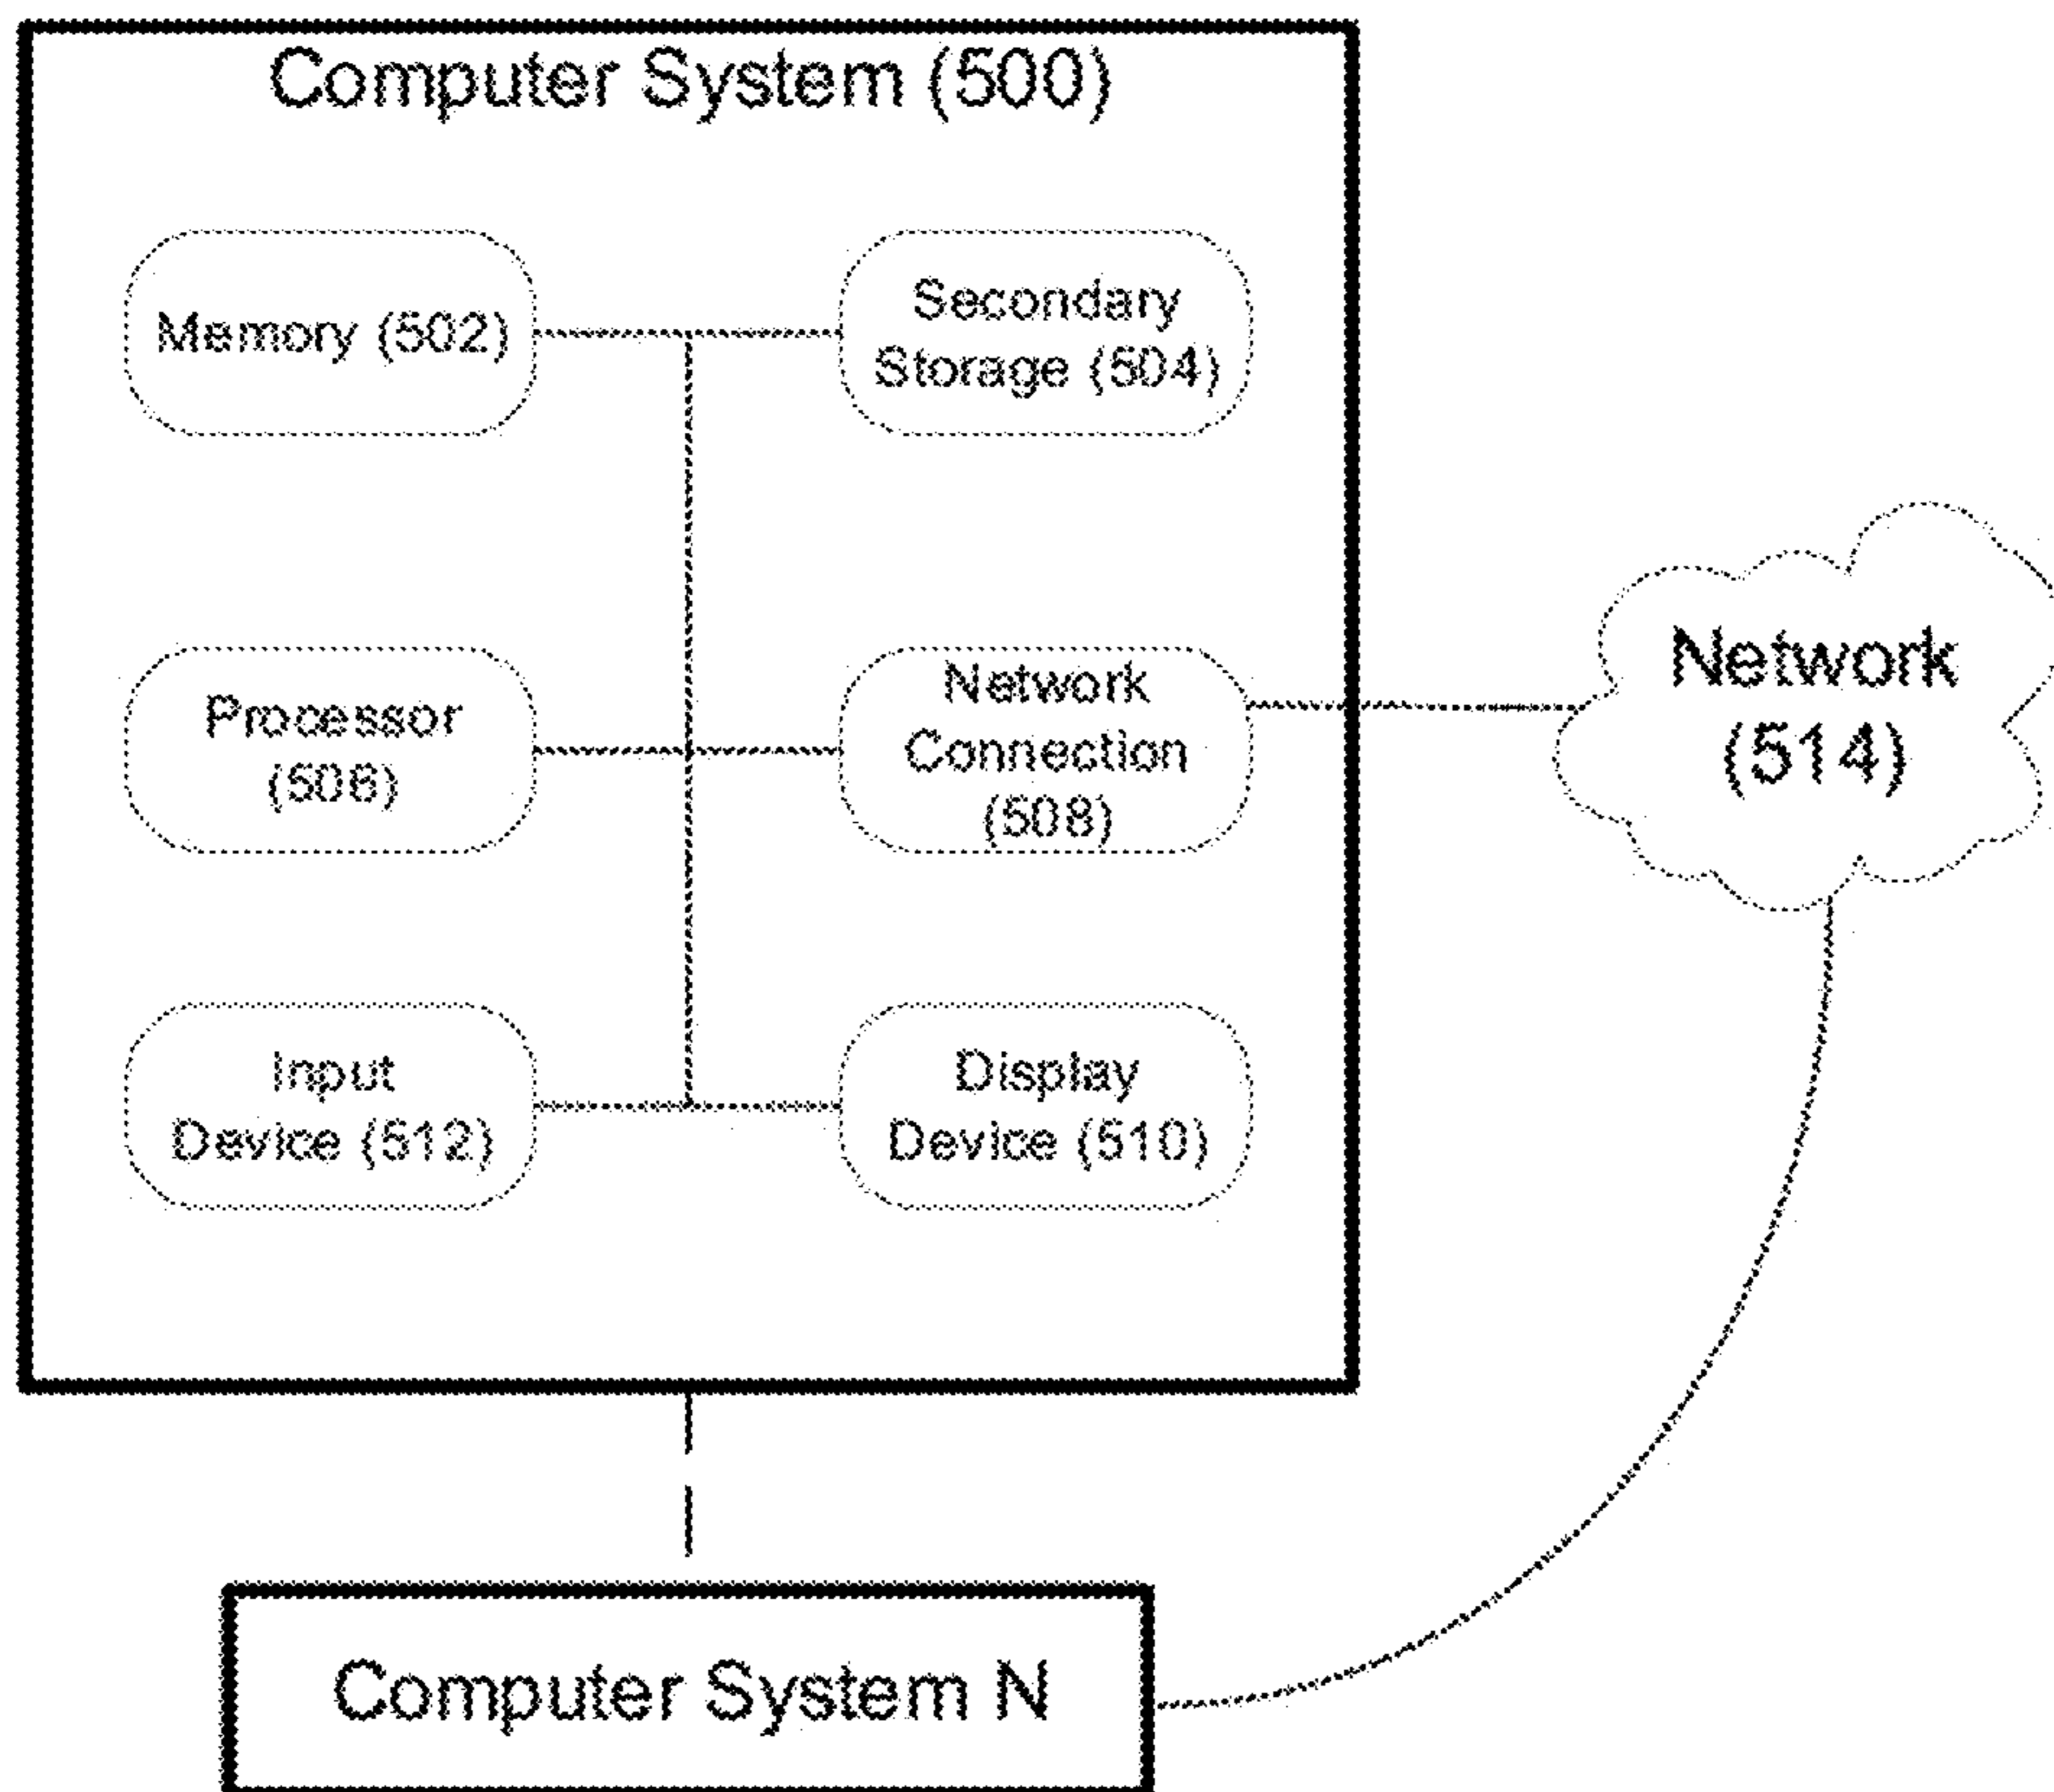 Computer System (500)
Memory (502)
Secondary
Storage (504)
Processor
(506)
Network
Connection
(508)
Network
(514)
Input
Device (512)
Display
Device (510)
Computer System N